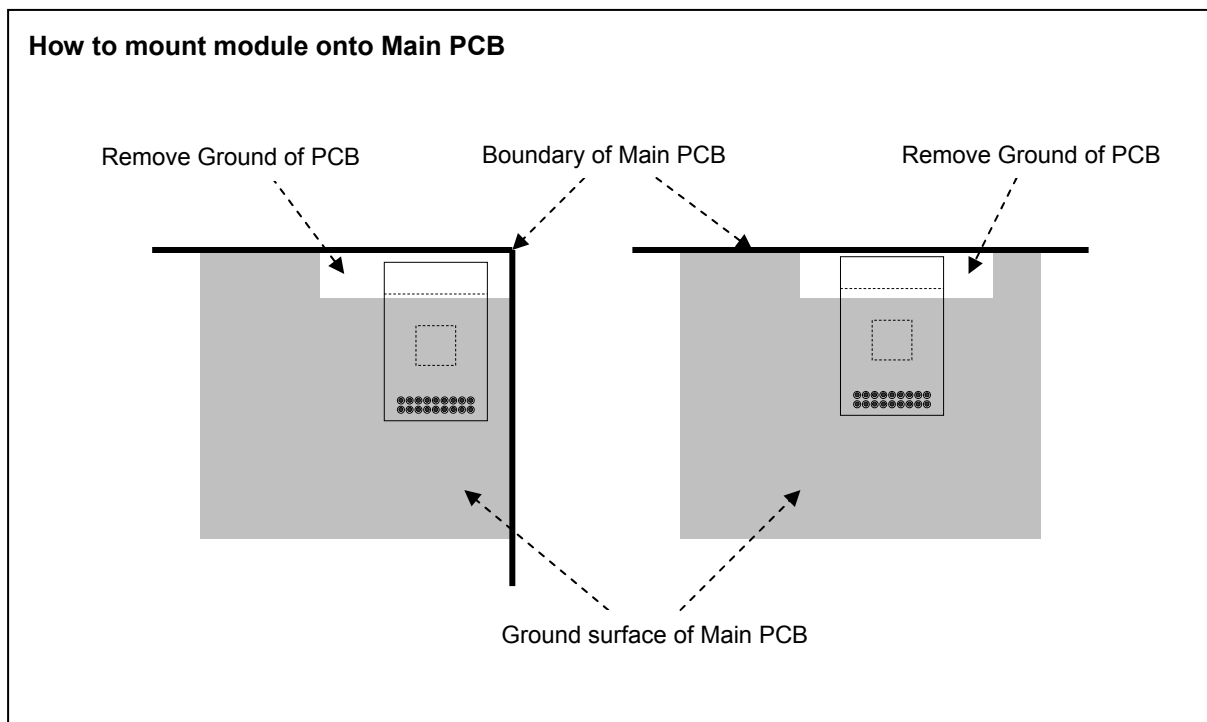 How to mount module onto Main PCB
Remove Ground of PCB
Boundary of Main PCB
Remove Ground of PCB
Ground surface of Main PCB